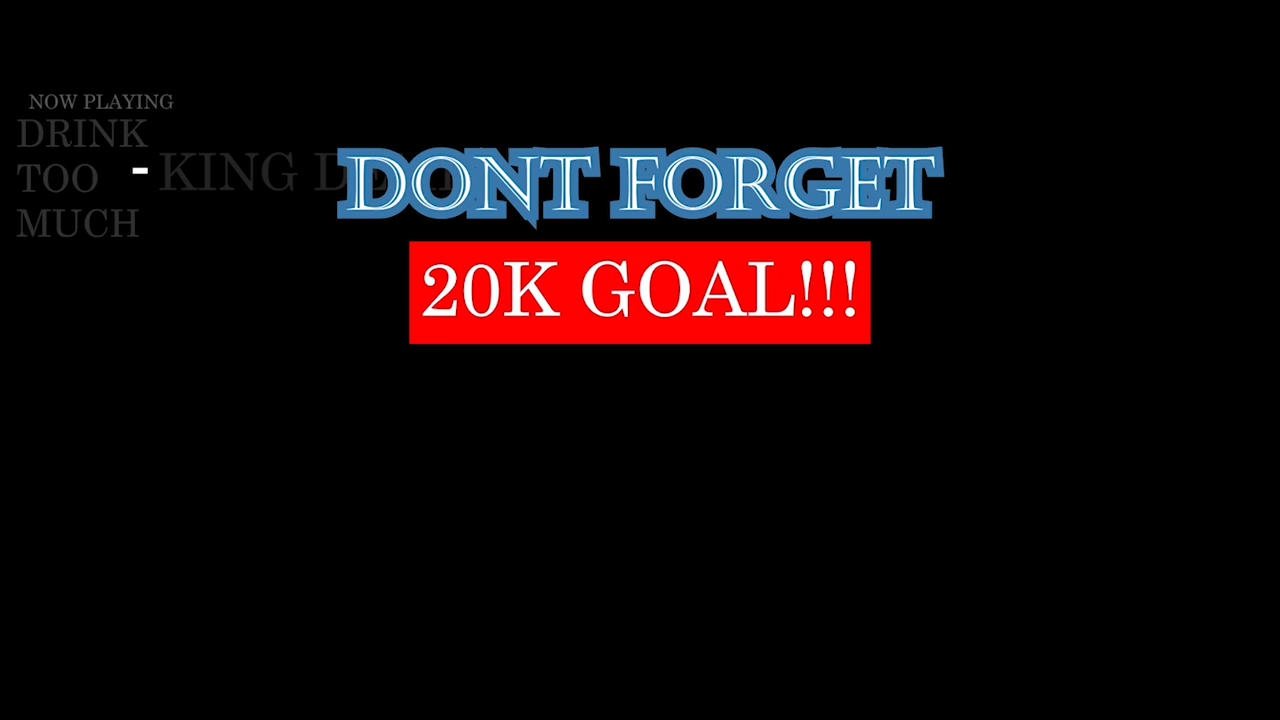 NOW PLAYING
DRINK
TOO
MUCH
- KING
DONT FORGET
20K GOAL!!!